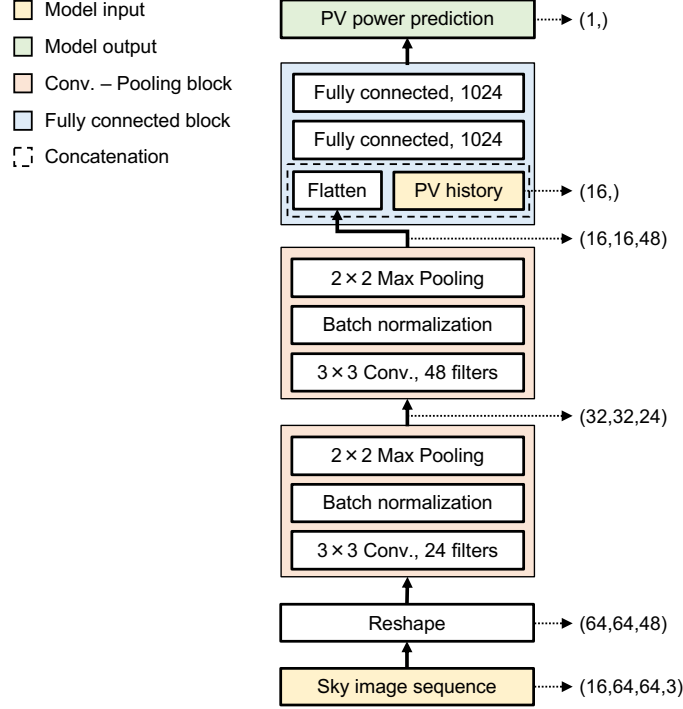 Model input
Model output
Conv. – Pooling block
Fully connected block
Concatenation
PV power prediction
(1,)
Fully connected, 1024
Fully connected, 1024
Flatten
PV history
(16,)
(16,16,48)
2×2 Max Pooling
Batch normalization
3×3 Conv., 48 filters
(32,32,24)
2×2 Max Pooling
Batch normalization
3×3 Conv., 24 filters
Reshape
(64,64,48)
Sky image sequence
(16,64,64,3)